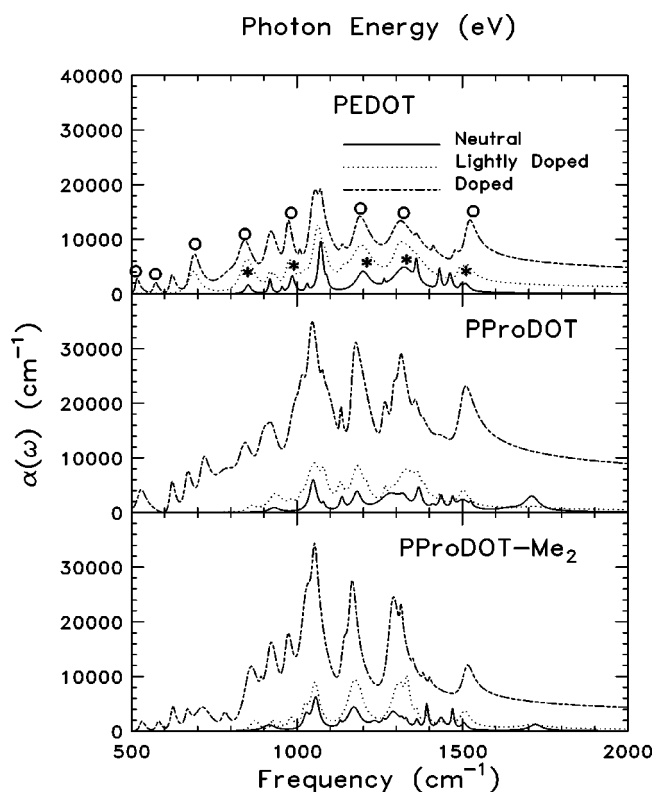 Photon Energy (eV)
40000
PEDOT
30000
Neutral
Lightly Doped
Doped
20000
10000
0
PProDOT
30000
20000
10000
0
PProDOT-Me₂
30000
20000
10000
0
500
1000
1500
2000
Frequency (cm⁻¹)
α(ω) (cm⁻¹)